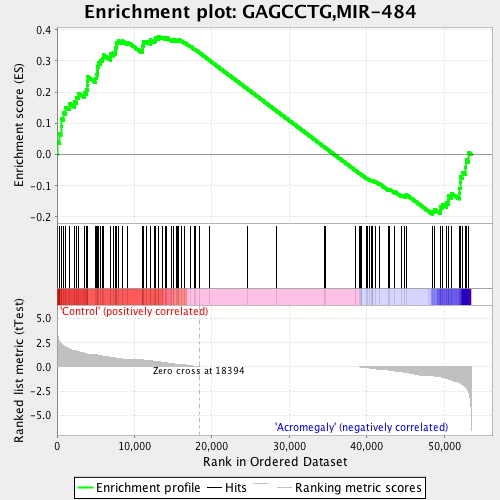 Enrichment plot: GAGCCTG,MIR-484
Enrichment score (ES)
0.4
0.3
0.2
0.1
0.0
-0.1
-0.2
'Control' (positively correlated)
Ranked list metric (tTest)
5.0
2.5
0.0
-2.5
-5.0
Zero cross at 18394
'Acromegaly' (negatively correlated)
0 10,000 20,000 30,000 40,000 50,000
Rank in Ordered Dataset
Enrichment profile Hits Ranking metric scores